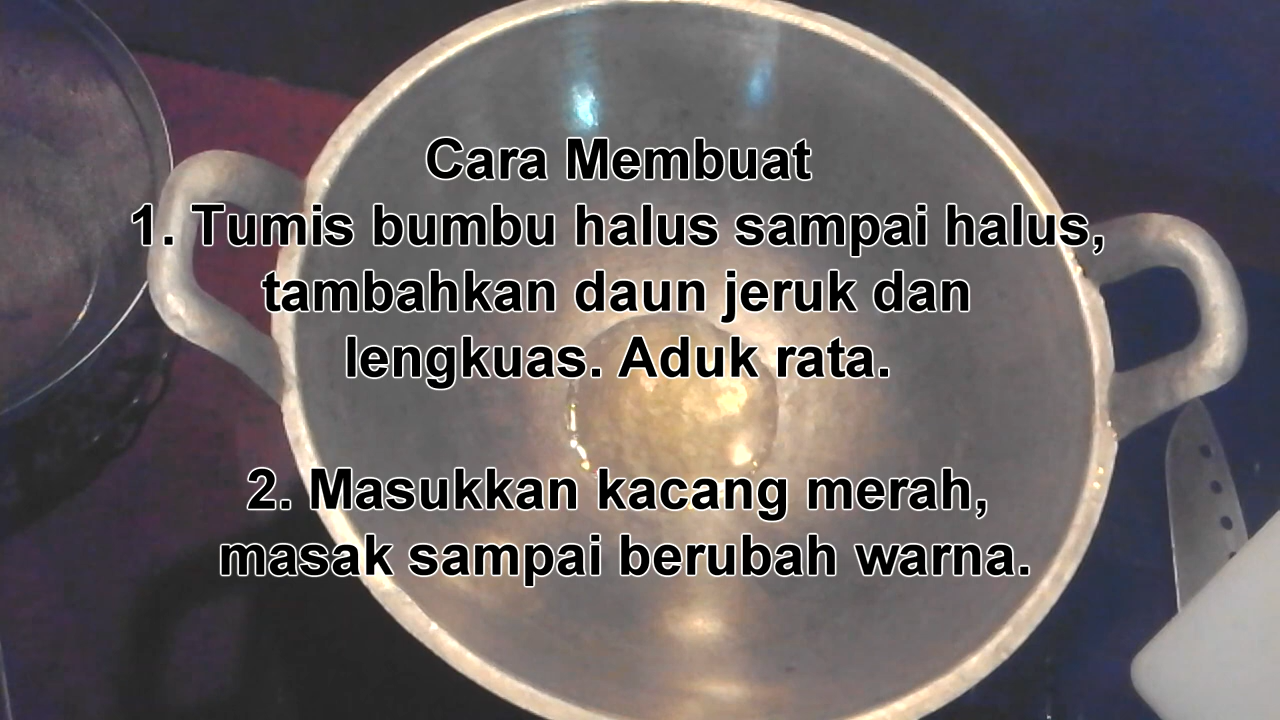 Cara Membuat
1. Tumis bumbu halus sampai halus,
tambahkan daun jeruk dan
lengkuas. Aduk rata.
2. Masukkan kacang merah,
masak sampai berubah warna.